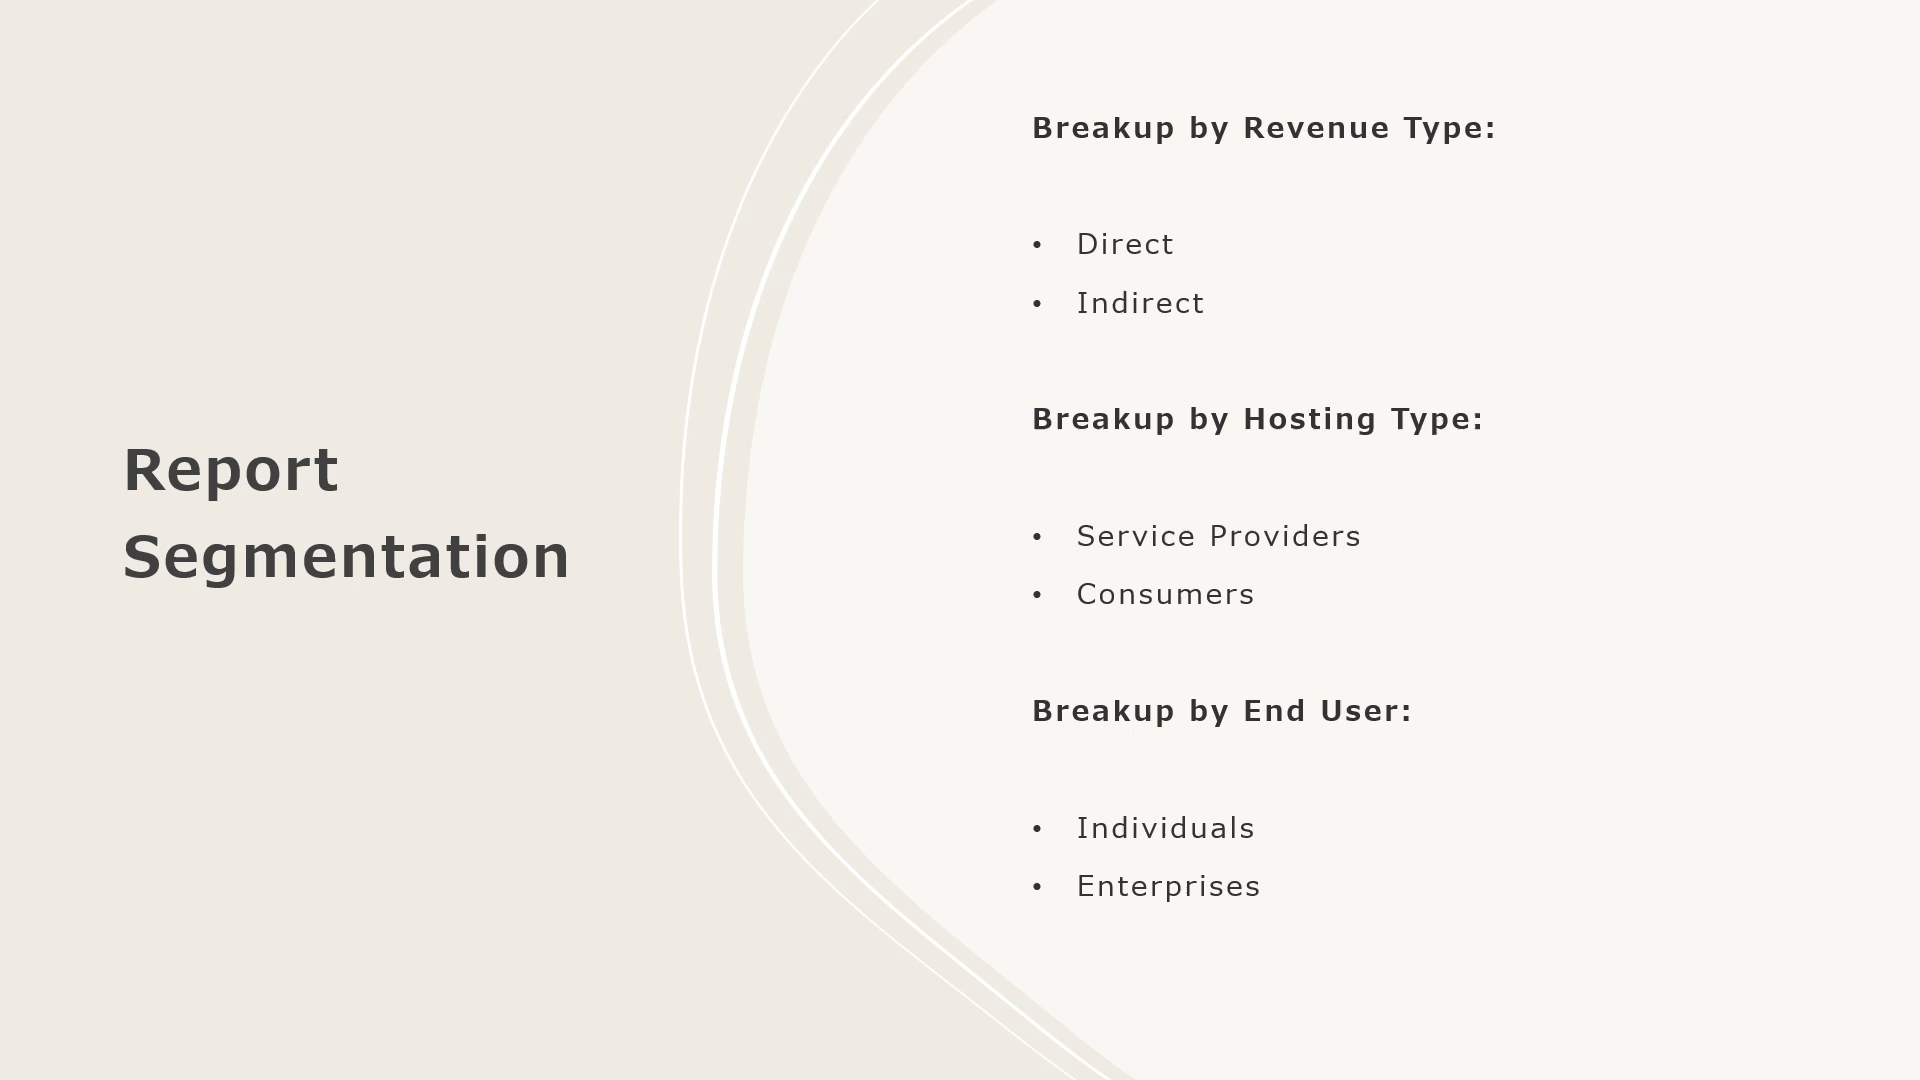 Report
Segmentation
Breakup by Revenue Type:
• Direct
• Indirect
Breakup by Hosting Type:
• Service Providers
• Consumers
Breakup by End User:
• Individuals
• Enterprises